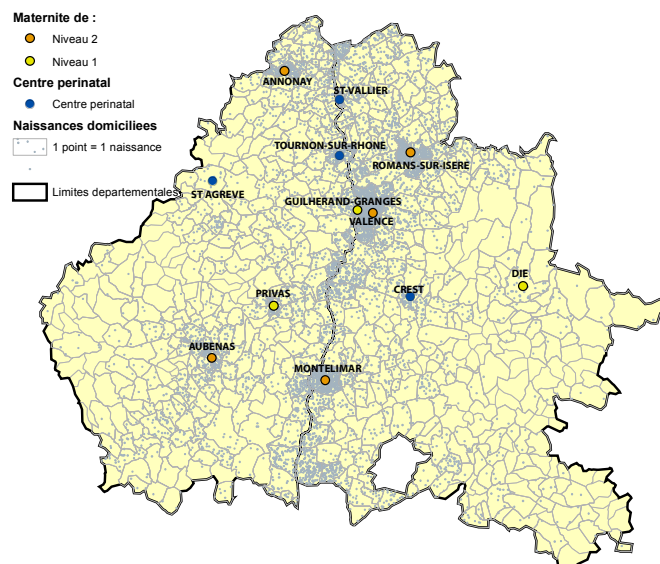 Maternite de :
Niveau 2
Niveau 1
Centre perinatal
Centre perinatal
Naissances domiciliees
1 point = 1 naissance
Limites departementales
ANNONAY
ST-VALLIER
TOURNON-SUR-RHONE
ROMANS-SUR-ISERE
ST AGREVE
GUILHERAND-GRANGES
VALENCE
DIE
PRIVAS
CREST
AUBENAS
MONTELIMAR